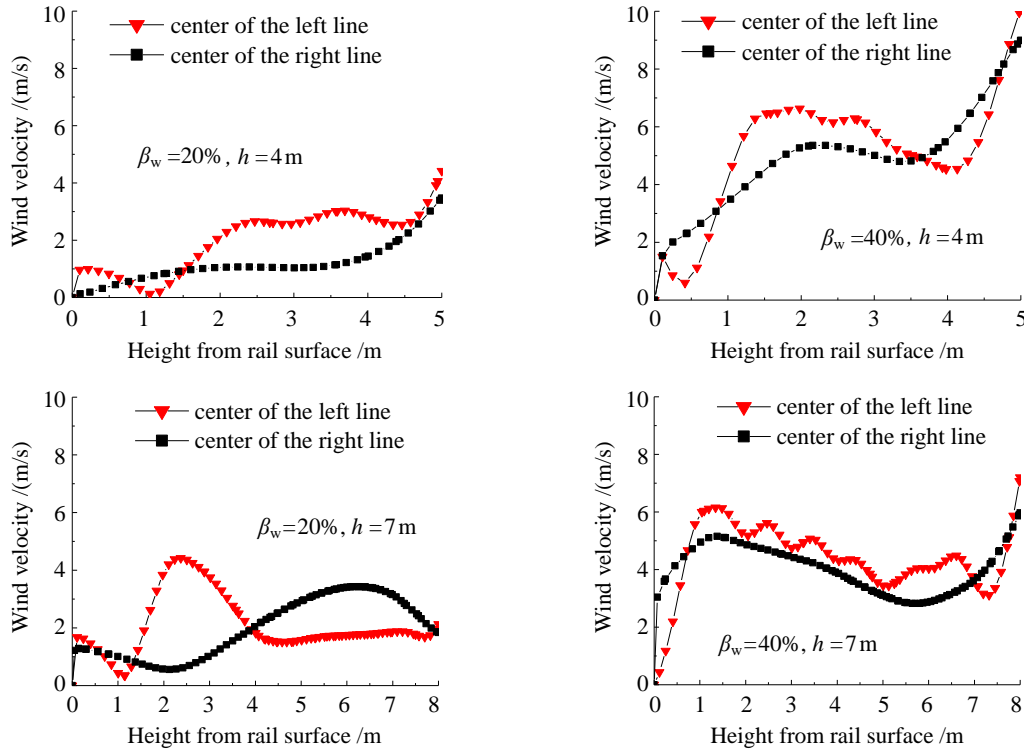 10
8
6
4
2
0
Wind velocity /(m/s)
center of the left line
center of the right line
βw=20%, h=4m
0 1 2 3 4 5
Height from rail surface /m
10
8
6
4
2
0
Wind velocity /(m/s)
center of the left line
center of the right line
βw=40%, h=4m
0 1 2 3 4 5
Height from rail surface /m
10
8
6
4
2
0
Wind velocity /(m/s)
center of the left line
center of the right line
βw=20%, h=7m
0 1 2 3 4 5 6 7 8
Height from rail surface /m
10
8
6
4
2
0
Wind velocity /(m/s)
center of the left line
center of the right line
βw=40%, h=7m
0 1 2 3 4 5 6 7 8
Height from rail surface /m